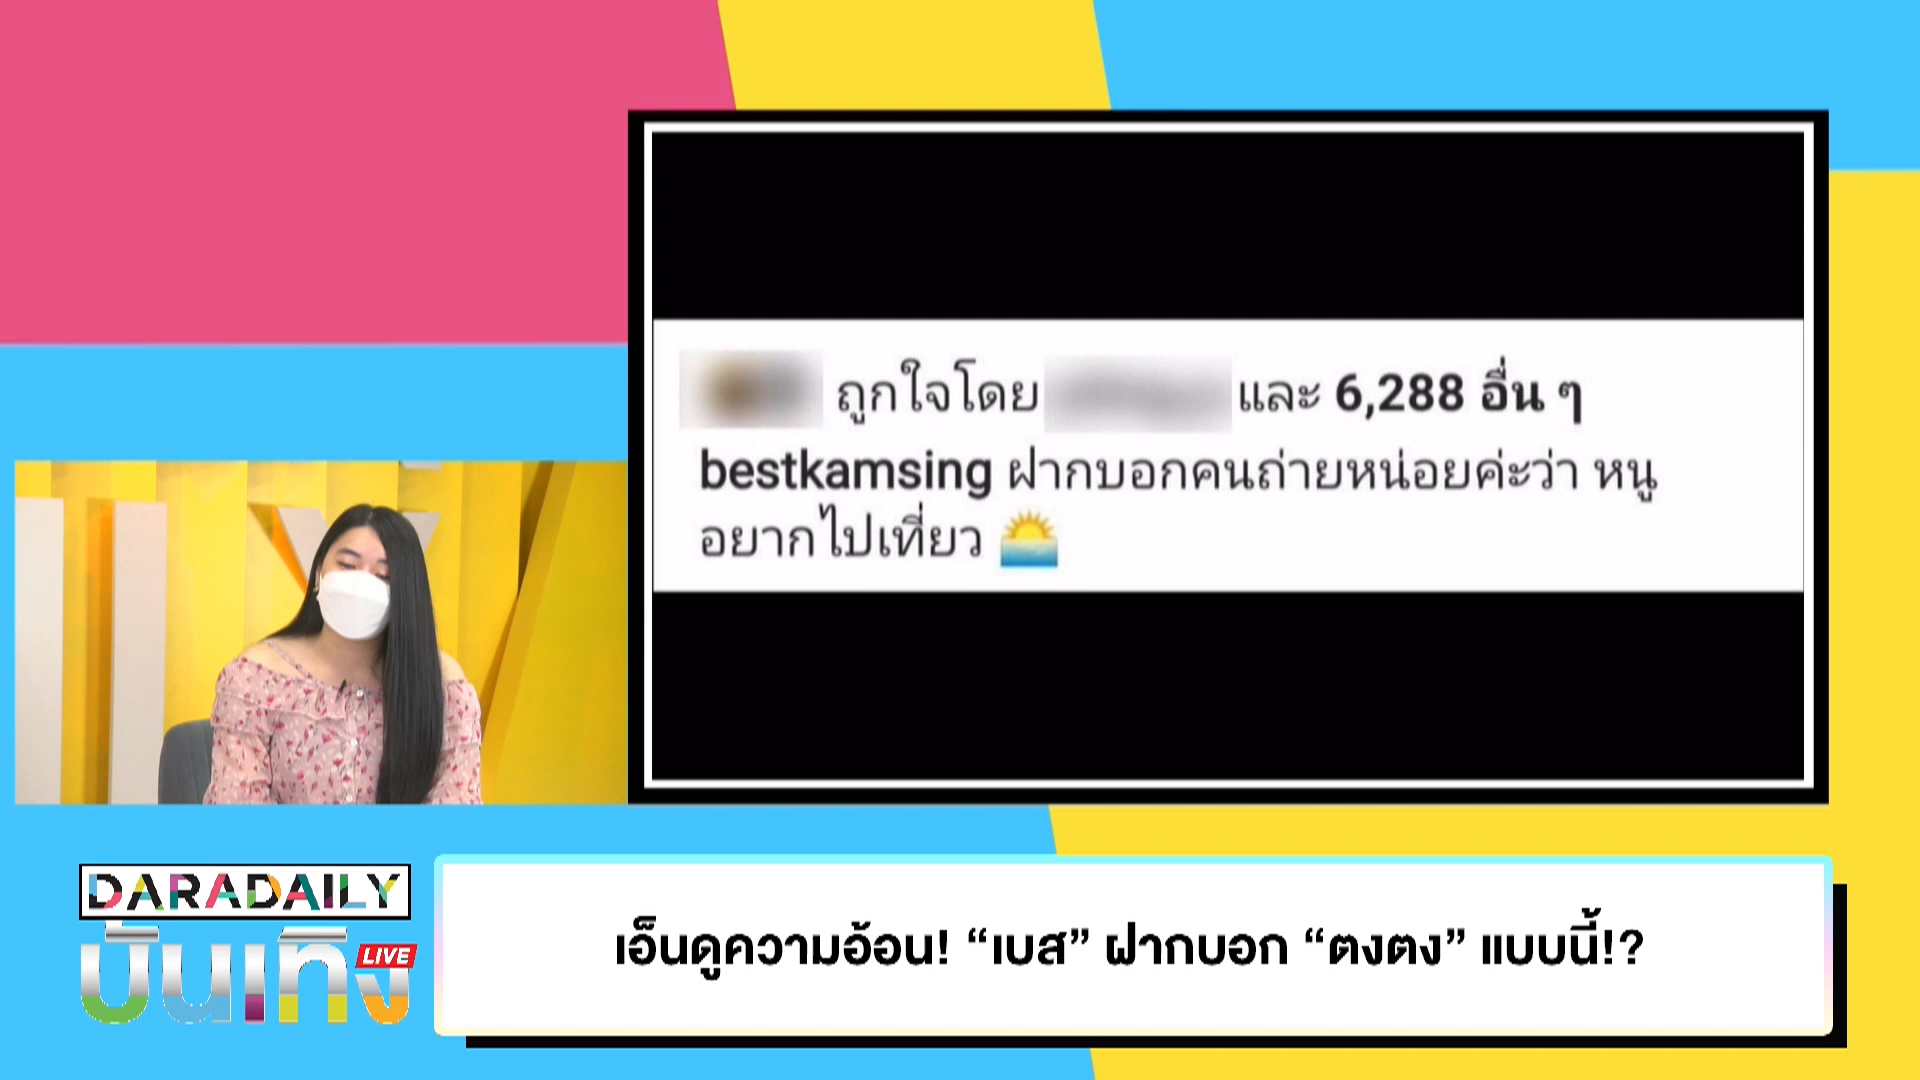 ถูกใจโดย และ 6,288 อื่น ๆ
bestkamsing ฝากบอกคนถ่ายหน่อยค่ะว่า หนู
อยากไปเที่ยว
DARADAILY
บันเทิง LIVE
เอ็นดูความอ้อน! “เบส” ฝากบอก “ตงตง” แบบนี้!?